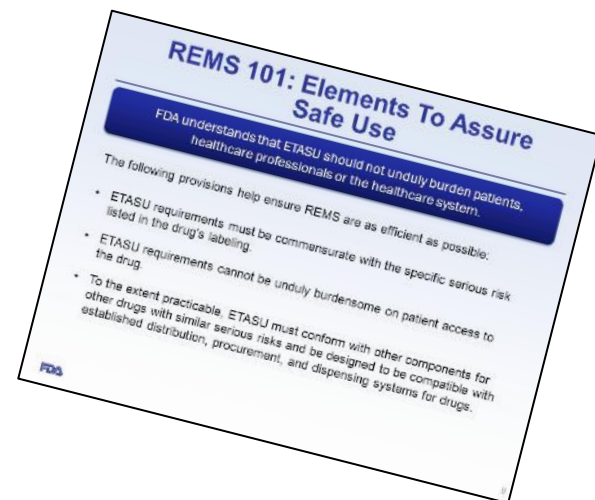 REMS 101: Elements To Assure
Safe Use
FDA understands that ETASU should not unduly burden patients,
healthcare professionals or the healthcare system.
The following provisions help ensure REMS are as efficient as possible:
• ETASU requirements must be commensurate with the specific serious risk
listed in the drug's labeling.
• ETASU requirements cannot be unduly burdensome on patient access to
the drug.
• To the extent practicable, ETASU must conform with other components for
other drugs with similar serious risks and be designed to be compatible with
established distribution, procurement, and dispensing systems for drugs.
FDA